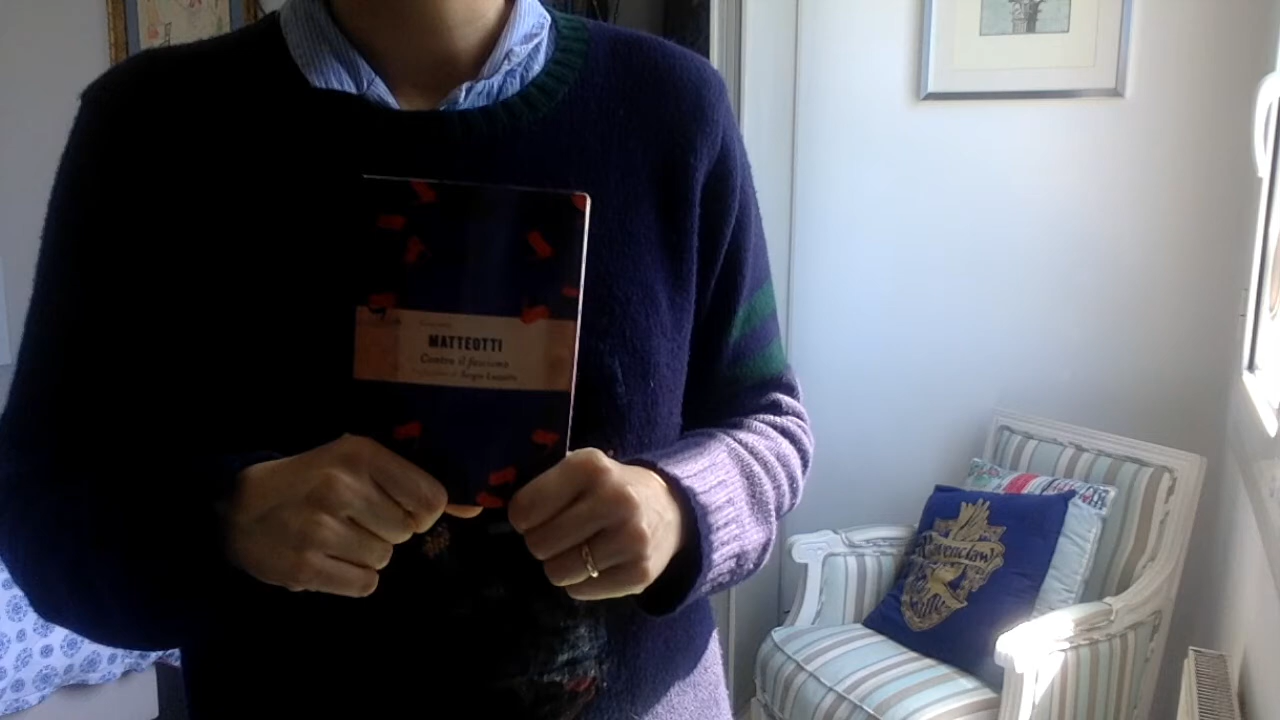 MATTEOTTI
Contro il fascismo
Sergio Luzzatto
Ravenclaw